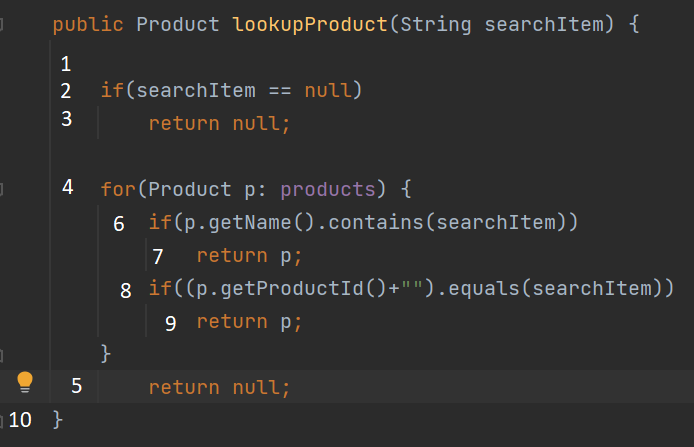 public Product lookupProduct(String searchItem) {
1
2 if(searchItem == null)
3 return null;
4 for(Product p: products) {
6 if(p.getName().contains(searchItem))
7 return p;
8 if((p.getProductId()+"").equals(searchItem))
9 return p;
}
5 return null;
10 }